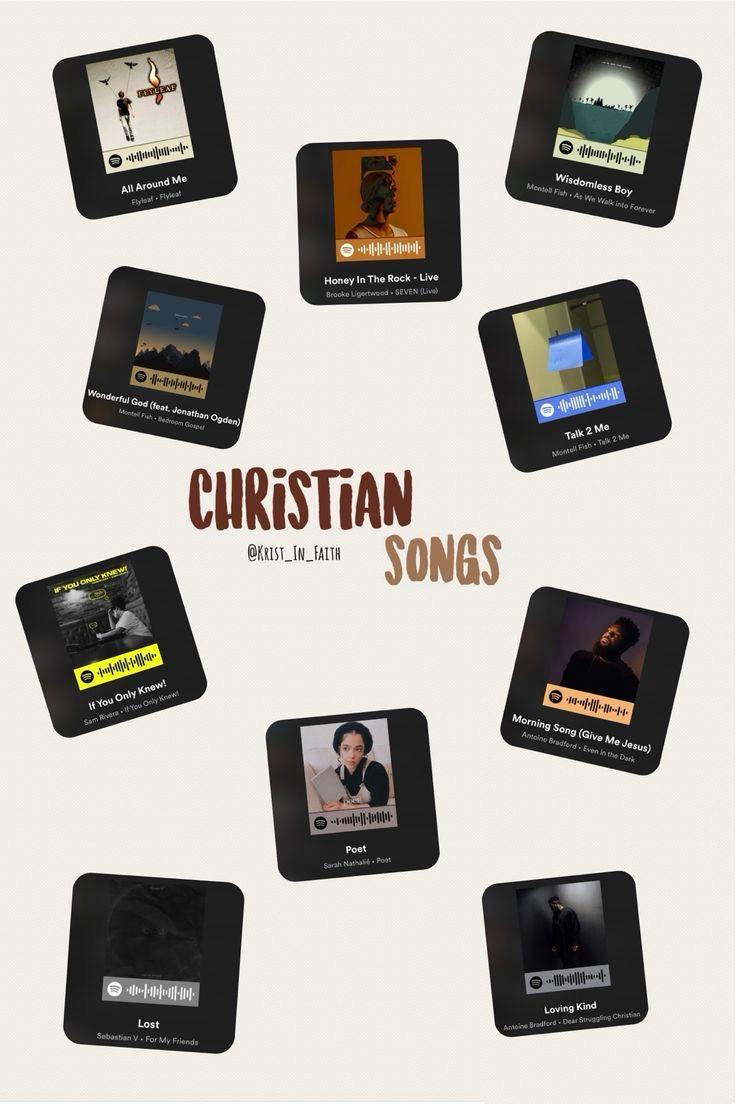 FLYLEAF
All Around Me
Flyleaf • Flyleaf
Wisdomless Boy
Montell Fish • As We Walk into Forever
Honey In The Rock - Live
Brooke Ligertwood • SEVEN (Live)
Wonderful God (feat. Jonathan Ogden)
Montell Fish • Bedroom Gospel
Talk 2 Me
Montell Fish • Talk 2 Me
CHRiSTiAN
@Krist_In_Faith
SONGS
IF YOU ONLY KNEW!
If You Only Knew!
Sam Rivera • If You Only Knew!
Morning Song (Give Me Jesus)
Antoine Bradford • Even in the Dark
poet
Poet
Sarah Nathalié • Poet
Lost
Sebastian V • For My Friends
Loving Kind
Antoine Bradford • Dear Struggling Christian